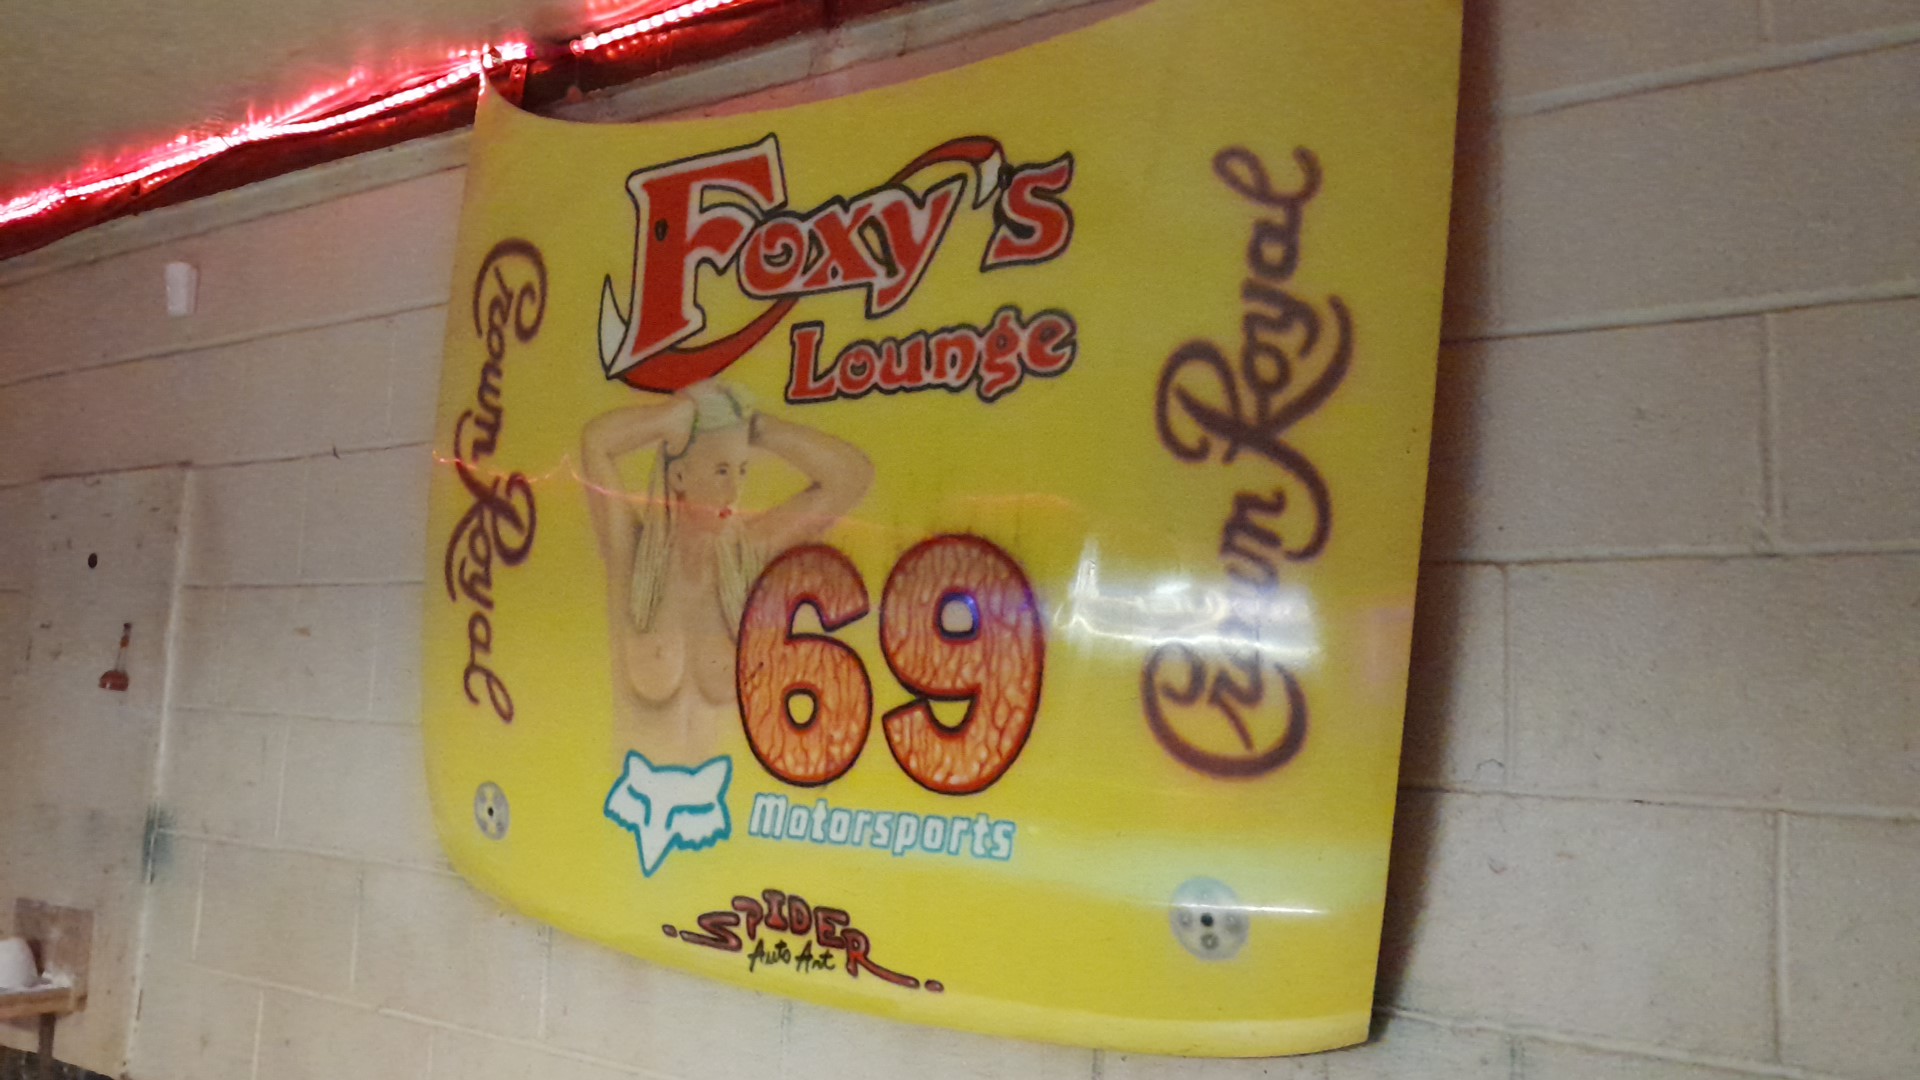 Foxy's
Lounge
Crown Royal
Crown Royal
69
Motorsports
SPIDER
Auto Art